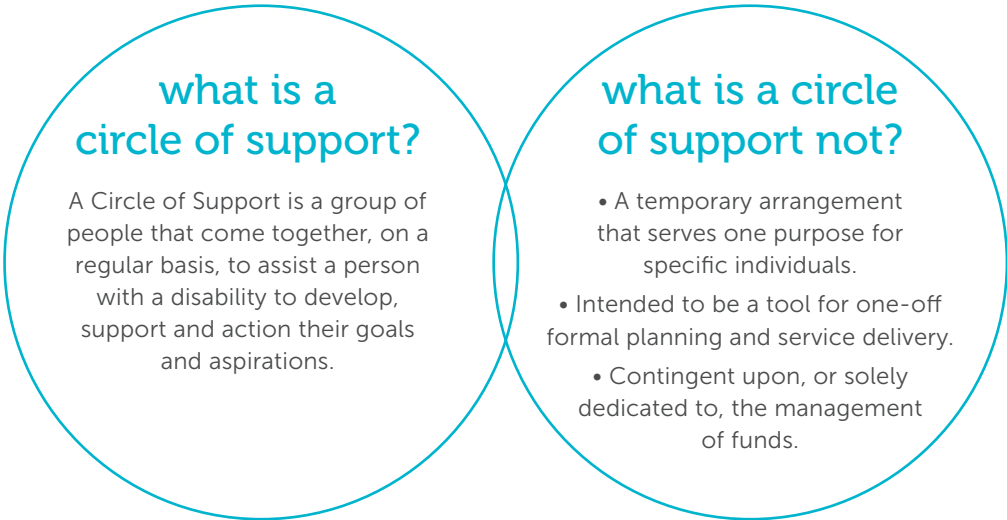 what is a
circle of support?
A Circle of Support is a group of
people that come together, on a
regular basis, to assist a person
with a disability to develop,
support and action their goals
and aspirations.
what is a circle
of support not?
• A temporary arrangement
that serves one purpose for
specific individuals.
• Intended to be a tool for one-off
formal planning and service delivery.
• Contingent upon, or solely
dedicated to, the management
of funds.